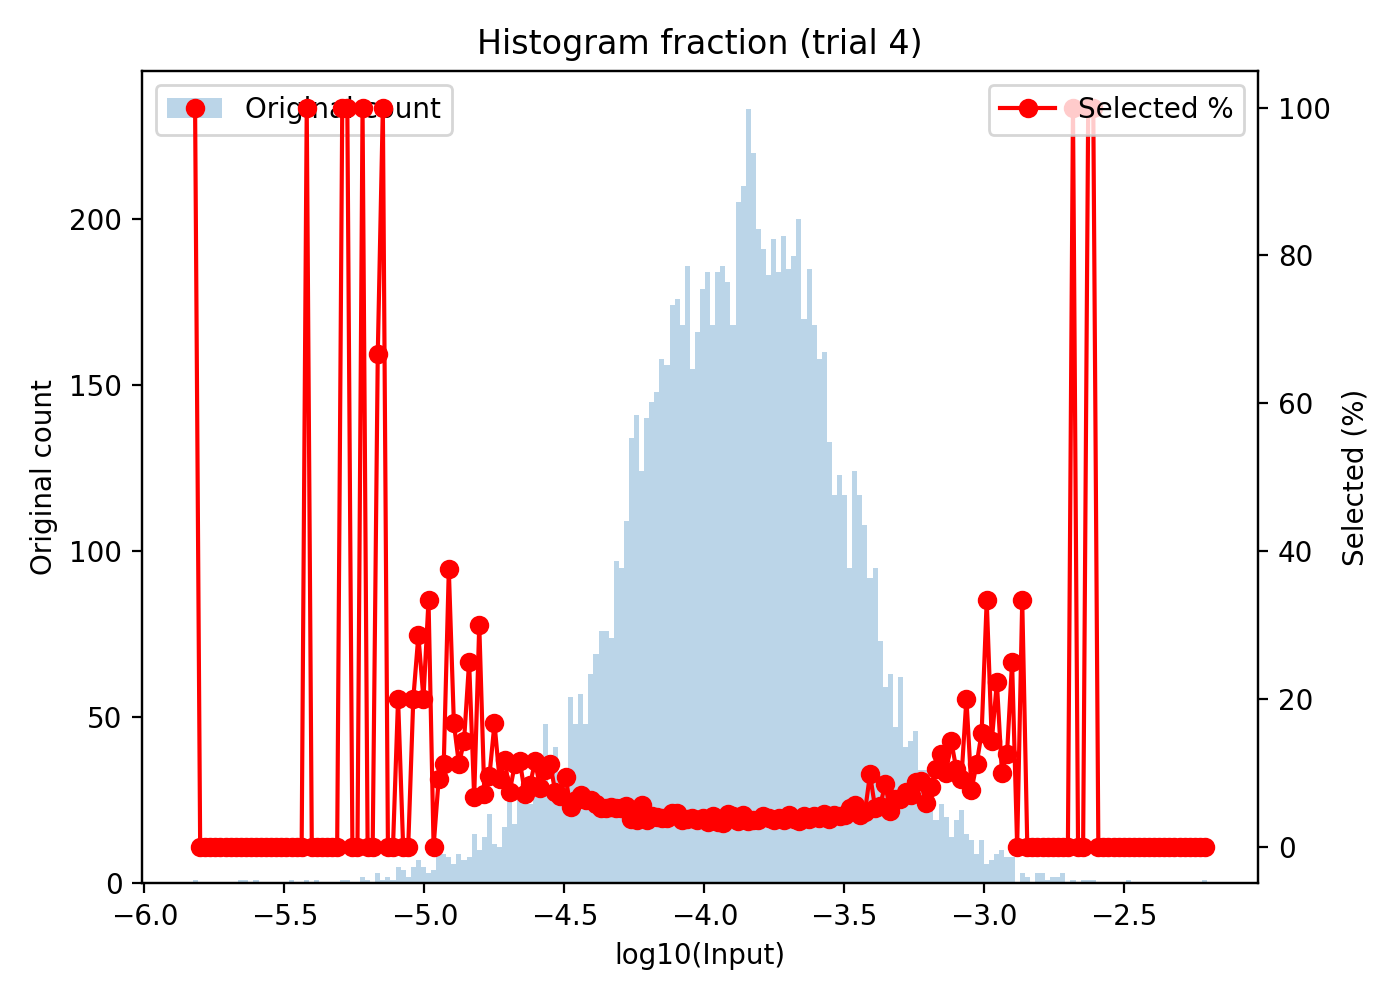 Histogram fraction (trial 4)
Original count
Selected %
200
150
100
50
0
100
80
60
40
20
0
Original count
Selected (%)
−6.0 −5.5 −5.0 −4.5 −4.0 −3.5 −3.0 −2.5
log10(Input)